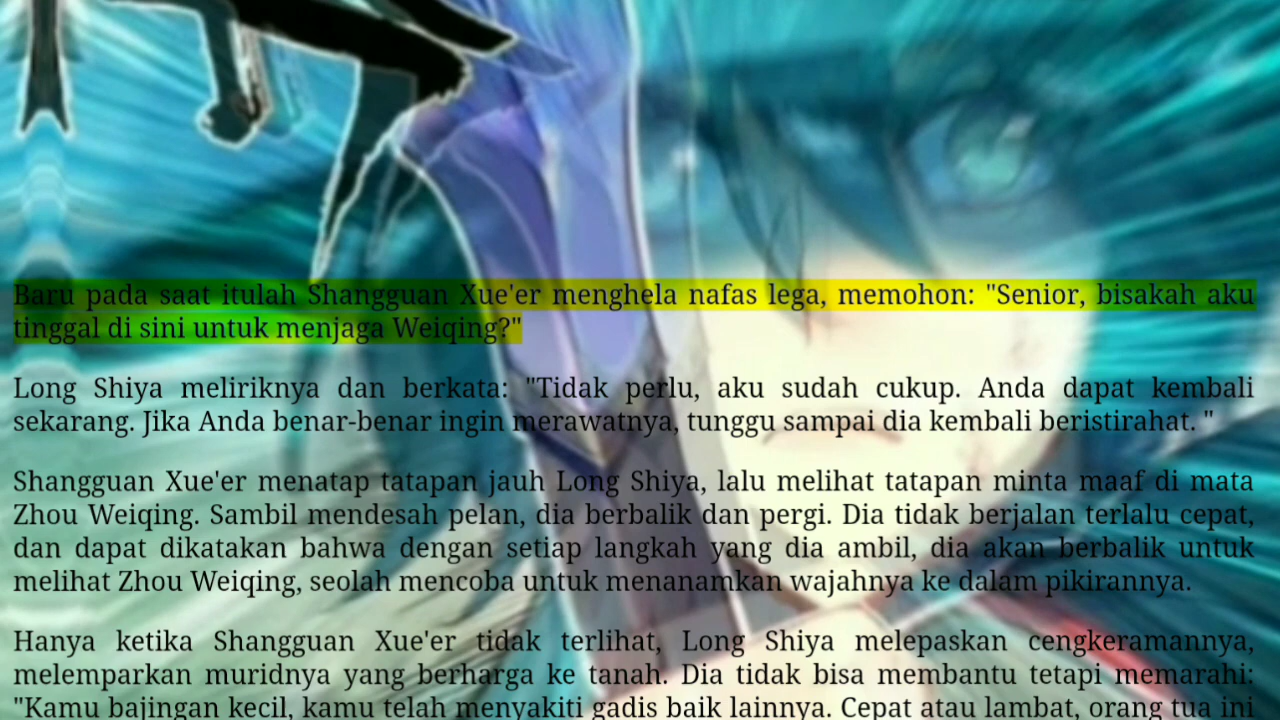 Baru pada saat itulah Shangguan Xue'er menghela nafas lega, memohon: "Senior, bisakah aku
tinggal di sini untuk menjaga Weiqing?"
Long Shiya meliriknya dan berkata: "Tidak perlu, aku sudah cukup. Anda dapat kembali
sekarang. Jika Anda benar-benar ingin merawatnya, tunggu sampai dia kembali beristirahat. "
Shangguan Xue'er menatap tatapan jauh Long Shiya, lalu melihat tatapan minta maaf di mata
Zhou Weiqing. Sambil mendesah pelan, dia berbalik dan pergi. Dia tidak berjalan terlalu cepat,
dan dapat dikatakan bahwa dengan setiap langkah yang dia ambil, dia akan berbalik untuk
melihat Zhou Weiqing, seolah mencoba untuk menanamkan wajahnya ke dalam pikirannya.
Hanya ketika Shangguan Xue'er tidak terlihat, Long Shiya melepaskan cengkeramannya,
melemparkan muridnya yang berharga ke tanah. Dia tidak bisa membantu tetapi memarahi:
"Kamu bajingan kecil, kamu telah menyakiti gadis baik lainnya. Cepat atau lambat, orang tua ini